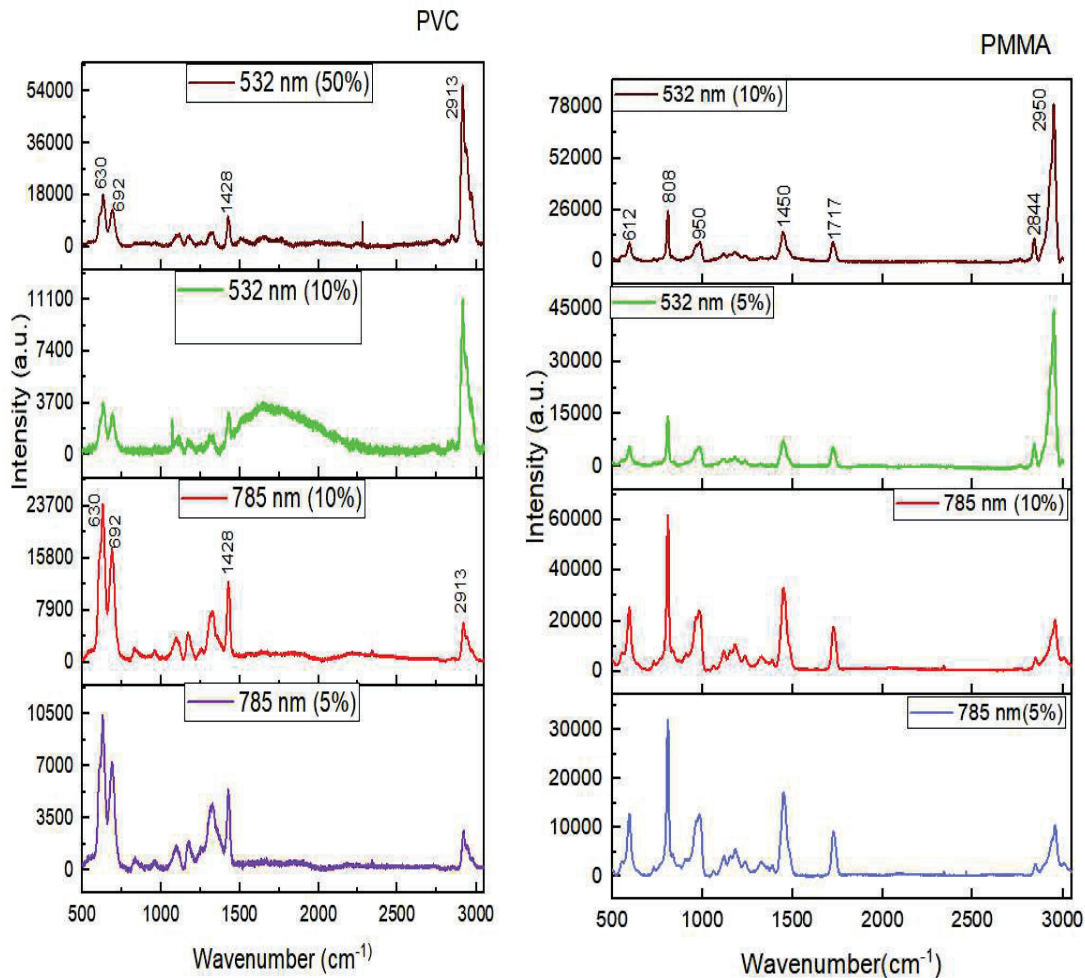 PVC
Intensity (a.u.)
532 nm (50%)
54000
36000
18000
0
630
692
1428
2913
532 nm (10%)
11100
7400
3700
0
785 nm (10%)
23700
15800
7900
0
630
692
1428
2913
785 nm (5%)
10500
7000
3500
0
500 1000 1500 2000 2500 3000
Wavenumber (cm⁻¹)
PMMA
Intensity (a.u.)
532 nm (10%)
78000
52000
26000
0
612
808
950
1450
1717
2844
2950
532 nm (5%)
45000
30000
15000
0
785 nm (10%)
60000
40000
20000
0
785 nm(5%)
30000
20000
10000
0
500 1000 1500 2000 2500 3000
Wavenumber(cm⁻¹)